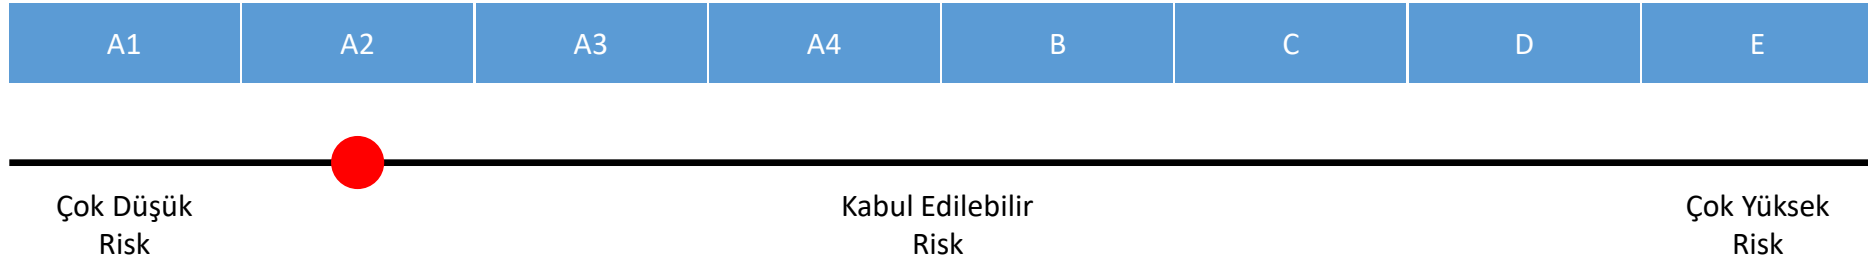 A1 A2 A3 A4 B C D E
Çok Düşük Risk
Kabul Edilebilir Risk
Çok Yüksek Risk